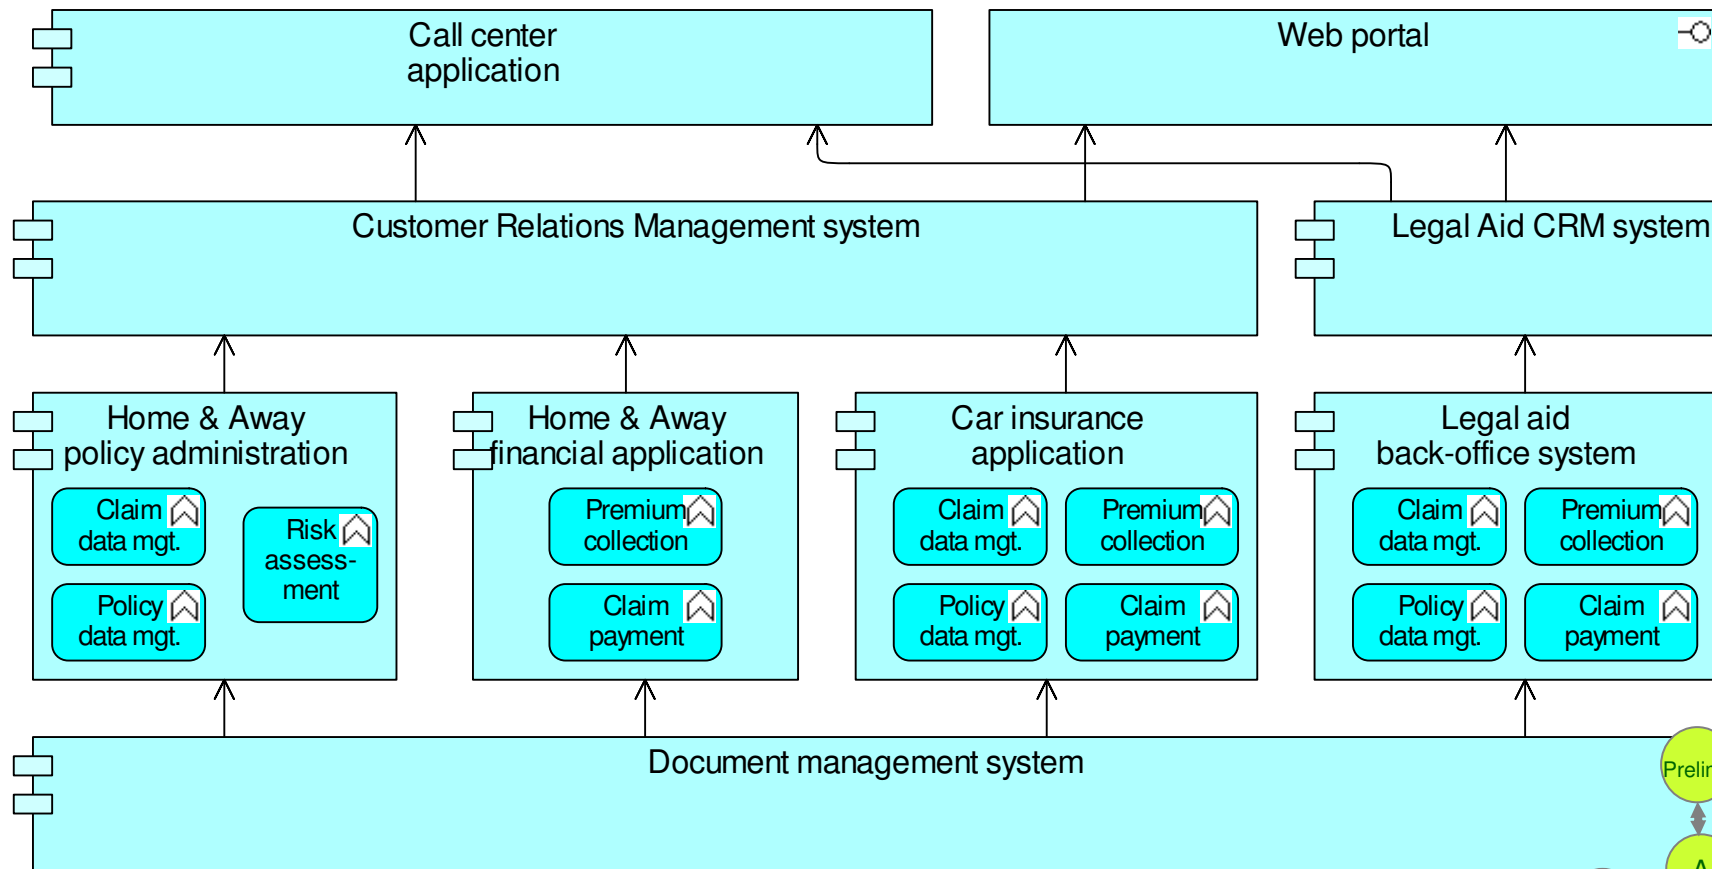 Call center
application
Web portal
Customer Relations Management system
Legal Aid CRM system
Home & Away
policy administration
Claim
data mgt.
Risk
assess-
ment
Policy
data mgt.
Home & Away
financial application
Premium
collection
Claim
payment
Car insurance
application
Claim
data mgt.
Premium
collection
Policy
data mgt.
Claim
payment
Legal aid
back-office system
Claim
data mgt.
Premium
collection
Policy
data mgt.
Claim
payment
Document management system